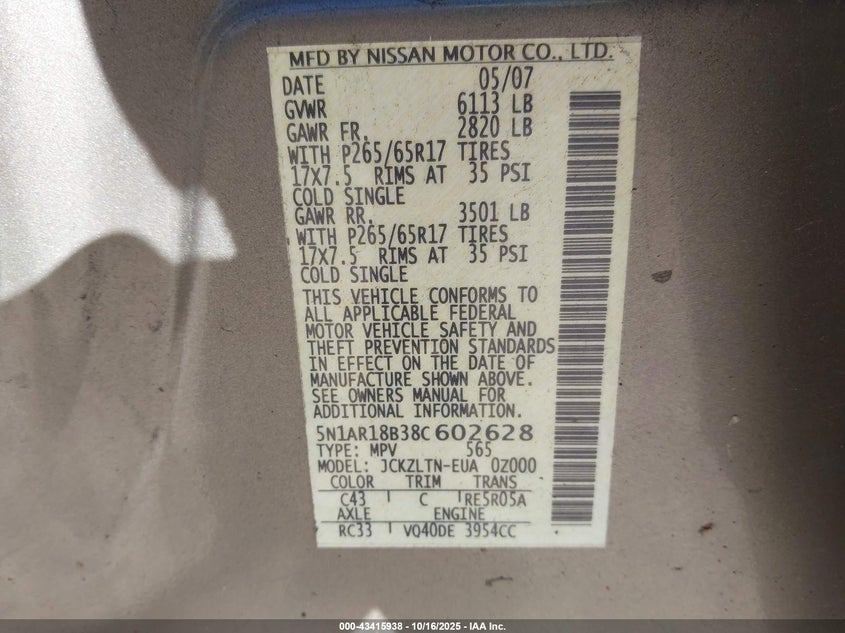 MFD BY NISSAN MOTOR CO., LTD.
DATE 05/07
GVWR 6113 LB
GAWR FR. 2820 LB
WITH P265/65R17 TIRES
17X7.5 RIMS AT 35 PSI
COLD SINGLE
GAWR RR. 3501 LB
WITH P265/65R17 TIRES
17X7.5 RIMS AT 35 PSI
COLD SINGLE
THIS VEHICLE CONFORMS TO
ALL APPLICABLE FEDERAL
MOTOR VEHICLE SAFETY AND
THEFT PREVENTION STANDARDS
IN EFFECT ON THE DATE OF
MANUFACTURE SHOWN ABOVE.
SEE OWNERS MANUAL FOR
ADDITIONAL INFORMATION.
5N1AR18B38C602628
TYPE: MPV 565
MODEL: JCKZLTN-EUA 0Z000
COLOR TRIM TRANS
C43 C RE5R05A
AXLE ENGINE
RC33 VQ40DE 3954CC
000-43415938 - 10/16/2025 - IAA Inc.